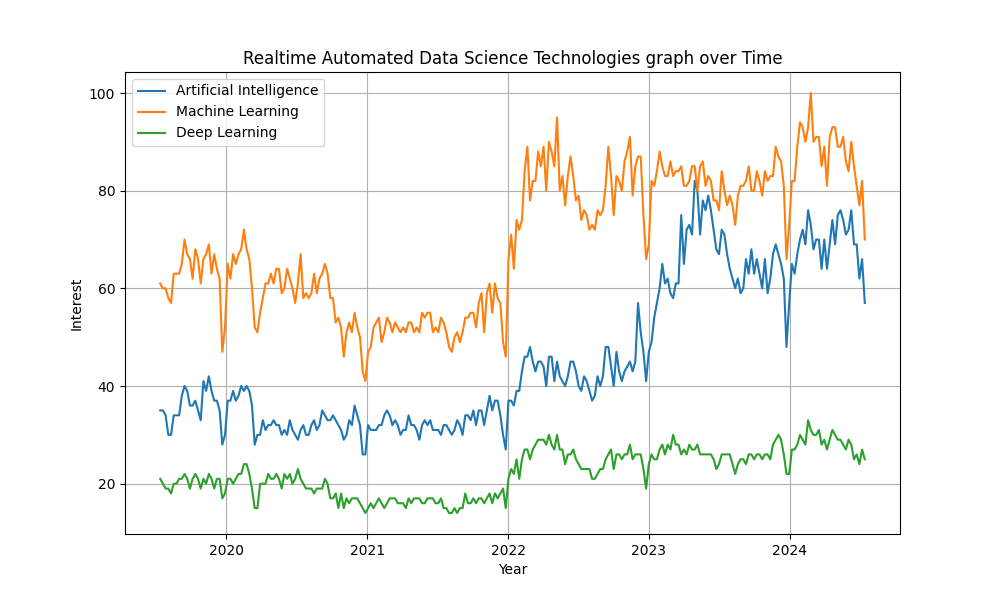 Realtime Automated Data Science Technologies graph over Time
Artificial Intelligence
Machine Learning
Deep Learning
100
80
60
40
20
Interest
2020 2021 2022 2023 2024
Year